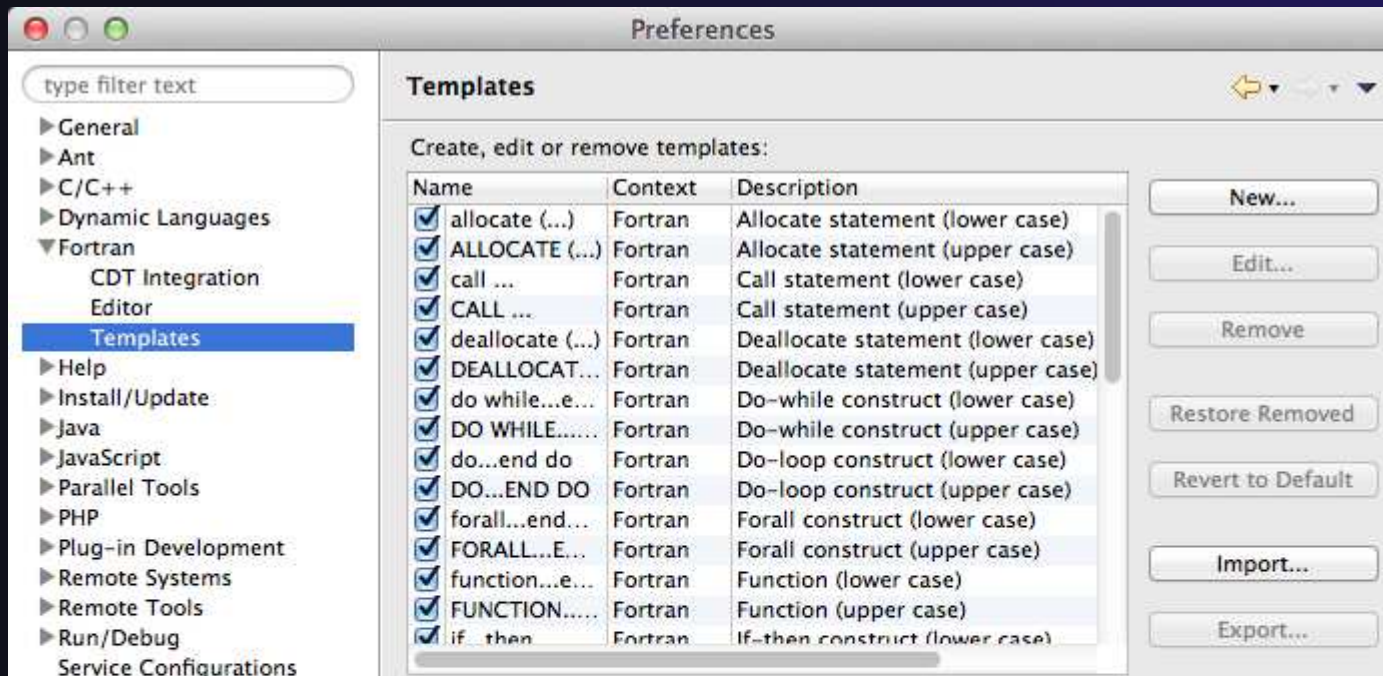 Preferences
type filter text
General
Ant
C/C++
Dynamic Languages
Fortran
CDT Integration
Editor
Templates
Help
Install/Update
Java
JavaScript
Parallel Tools
PHP
Plug-in Development
Remote Systems
Remote Tools
Run/Debug
Service Configurations
Templates
Create, edit or remove templates:
Name Context Description
allocate (...) Fortran Allocate statement (lower case)
ALLOCATE (...) Fortran Allocate statement (upper case)
call ... Fortran Call statement (lower case)
CALL ... Fortran Call statement (upper case)
deallocate (...) Fortran Deallocate statement (lower case)
DEALLOCAT... Fortran Deallocate statement (upper case)
do while...e... Fortran Do-while construct (lower case)
DO WHILE...... Fortran Do-while construct (upper case)
do...end do Fortran Do-loop construct (lower case)
DO...END DO Fortran Do-loop construct (upper case)
forall...end... Fortran Forall construct (lower case)
FORALL...E... Fortran Forall construct (upper case)
function...e... Fortran Function (lower case)
FUNCTION..... Fortran Function (upper case)
if...then Fortran If-then construct (lower case)
New...
Edit...
Remove
Restore Removed
Revert to Default
Import...
Export...